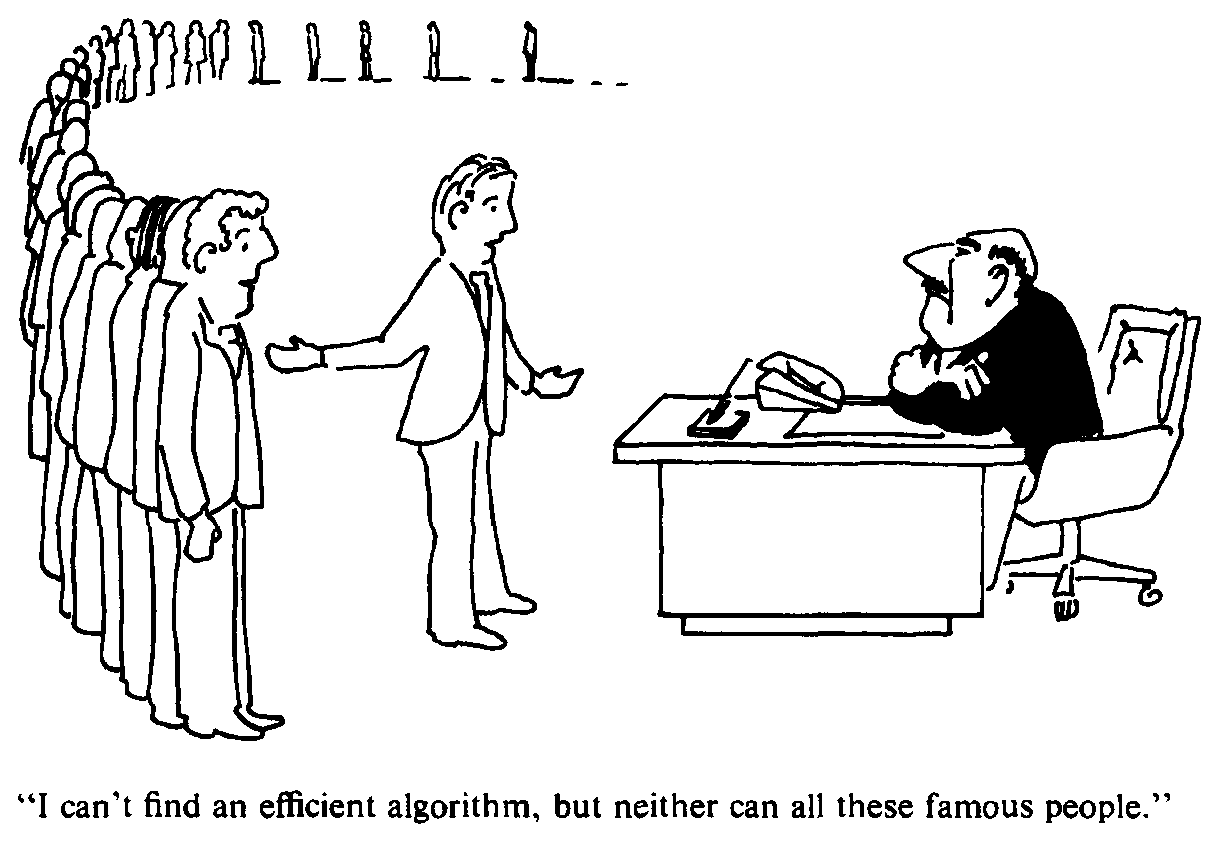 “I can’t find an efficient algorithm, but neither can all these famous people.”